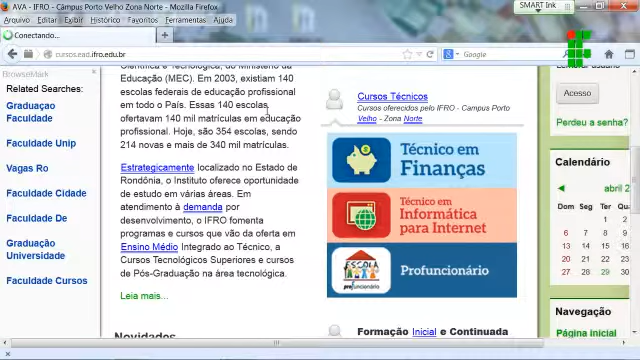 AVA - IFRO - Câmpus Porto Velho Zona Norte - Mozilla Firefox
SMART Ink
Arquivo Editar Exibir Histórico Favoritos Ferramentas Ajuda
Conectando...
cursos.ead.ifro.edu.br
Google
BrowseMark
Related Searches:
Graduaçao
Faculdade
Faculdade Unip
Vagas Ro
Faculdade Cidade
Faculdade De
Graduação
Universidade
Faculdade Cursos
Científica e Tecnológica, do Ministério da
Educação (MEC). Em 2003, existiam 140
escolas federais de educação profissional
em todo o País. Essas 140 escolas
ofertavam 140 mil matrículas em educação
profissional. Hoje, são 354 escolas, sendo
214 novas e mais de 340 mil matrículas.
Estrategicamente localizado no Estado de
Rondônia, o Instituto oferece oportunidade
de estudo em várias áreas. Em
atendimento à demanda por
desenvolvimento, o IFRO fomenta
programas e cursos que vão da oferta em
Ensino Médio Integrado ao Técnico, a
Cursos Tecnológicos Superiores e cursos
de Pós-Graduação na área tecnológica.
Leia mais...
Novidades
Cursos Técnicos
Cursos oferecidos pelo IFRO - Campus Porto
Velho - Zona Norte
Técnico em
Finanças
Técnico em
Informática
para Internet
ESCOLA
profuncionário
Profuncionário
Formação Inicial e Continuada
Lembrar usuário
Acesso
Perdeu a senha?
Calendário
abril 2
Dom Seg Ter Qu
1 2
6 7 8 9
13 14 15 16
20 21 22 23
27 28 29 30
Navegação
Página inicial